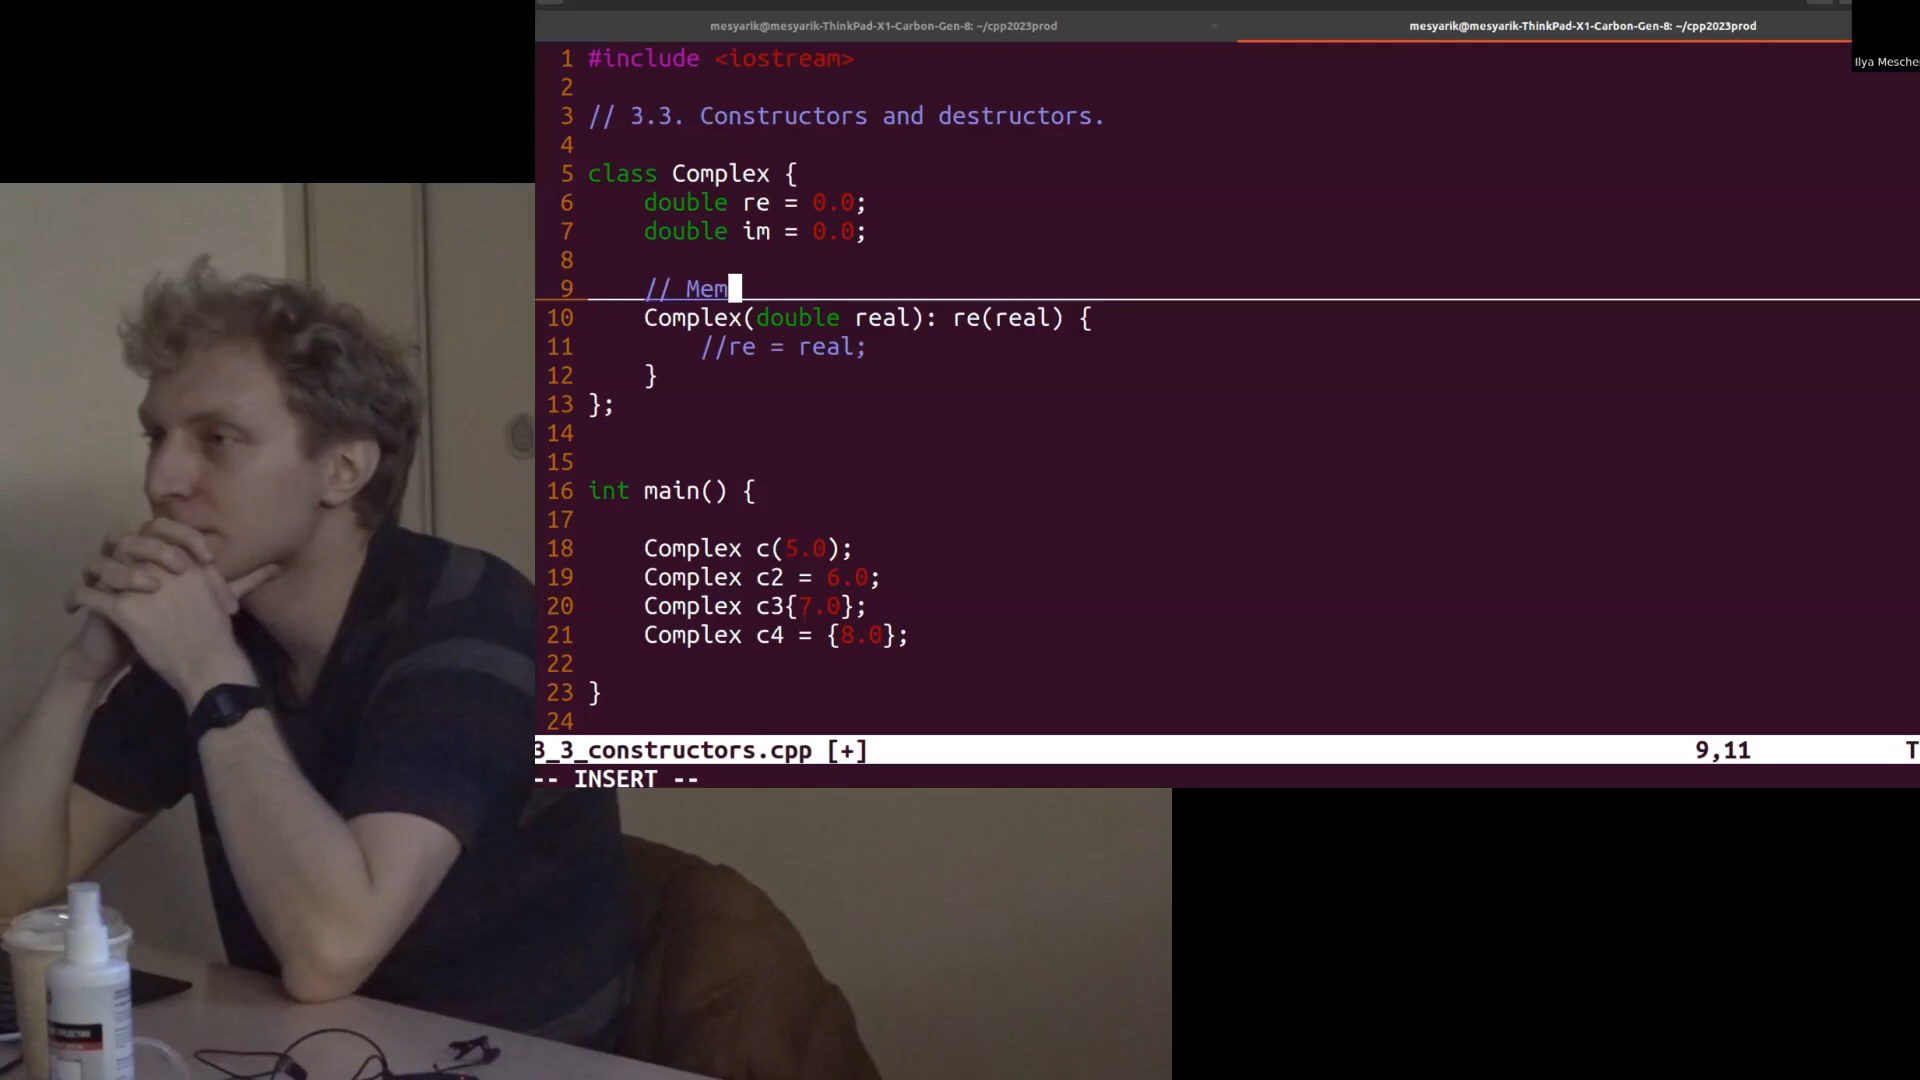 mesyarik@mesyarik-ThinkPad-X1-Carbon-Gen-8: ~/cpp2023prod × mesyarik@mesyarik-ThinkPad-X1-Carbon-Gen-8: ~/cpp2023prod
Ilya Mesche
1 #include <iostream>
2
3 // 3.3. Constructors and destructors.
4
5 class Complex {
6     double re = 0.0;
7     double im = 0.0;
8
9     // Mem
10     Complex(double real): re(real) {
11         //re = real;
12     }
13 };
14
15
16 int main() {
17
18     Complex c(5.0);
19     Complex c2 = 6.0;
20     Complex c3{7.0};
21     Complex c4 = {8.0};
22
23 }
24
3_3_constructors.cpp [+] 9,11 T
-- INSERT --